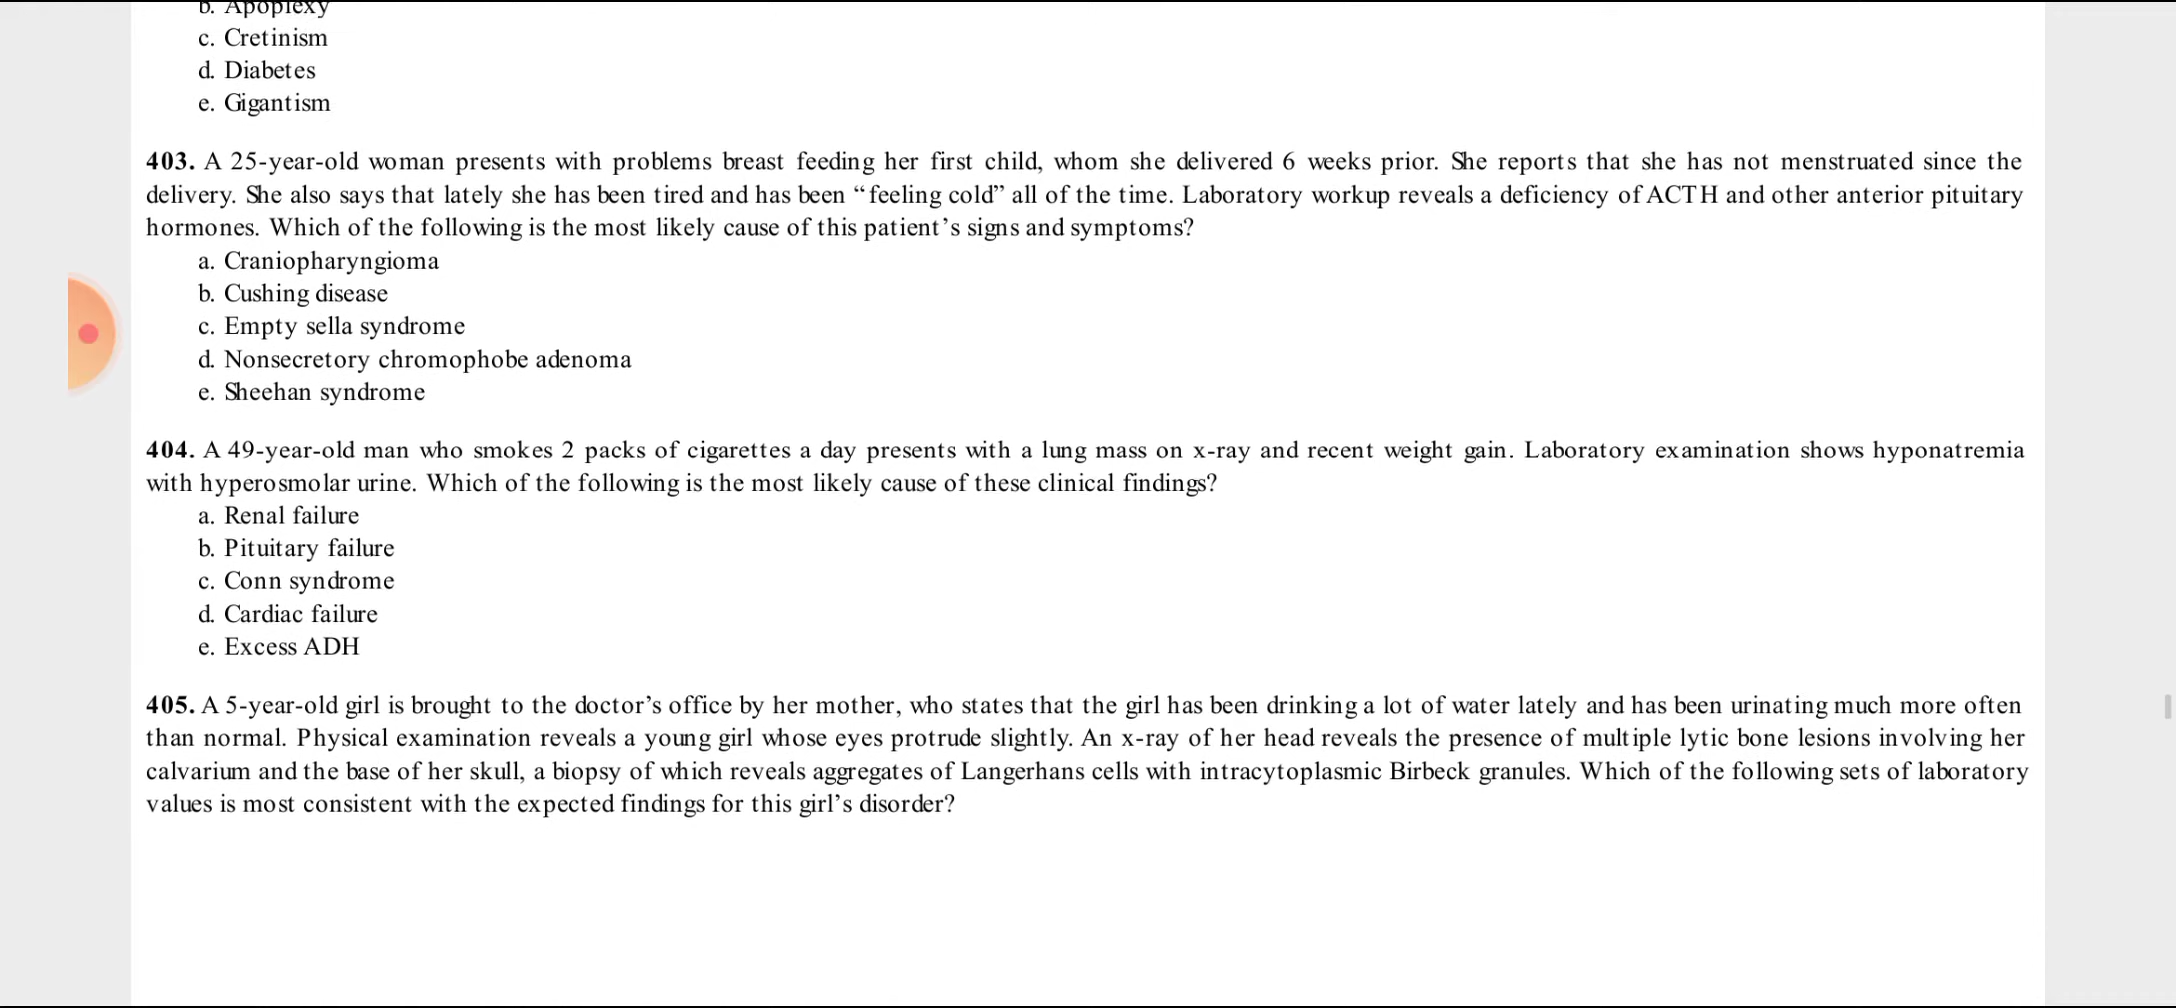 b. Apoplexy
c. Cretinism
d. Diabetes
e. Gigantism
403. A 25-year-old woman presents with problems breast feeding her first child, whom she delivered 6 weeks prior. She reports that she has not menstruated since the
delivery. She also says that lately she has been tired and has been “feeling cold” all of the time. Laboratory workup reveals a deficiency of ACTH and other anterior pituitary
hormones. Which of the following is the most likely cause of this patient’s signs and symptoms?
a. Craniopharyngioma
b. Cushing disease
c. Empty sella syndrome
d. Nonsecretory chromophobe adenoma
e. Sheehan syndrome
404. A 49-year-old man who smokes 2 packs of cigarettes a day presents with a lung mass on x-ray and recent weight gain. Laboratory examination shows hyponatremia
with hyperosmolar urine. Which of the following is the most likely cause of these clinical findings?
a. Renal failure
b. Pituitary failure
c. Conn syndrome
d. Cardiac failure
e. Excess ADH
405. A 5-year-old girl is brought to the doctor’s office by her mother, who states that the girl has been drinking a lot of water lately and has been urinating much more often
than normal. Physical examination reveals a young girl whose eyes protrude slightly. An x-ray of her head reveals the presence of multiple lytic bone lesions involving her
calvarium and the base of her skull, a biopsy of which reveals aggregates of Langerhans cells with intracytoplasmic Birbeck granules. Which of the following sets of laboratory
values is most consistent with the expected findings for this girl’s disorder?